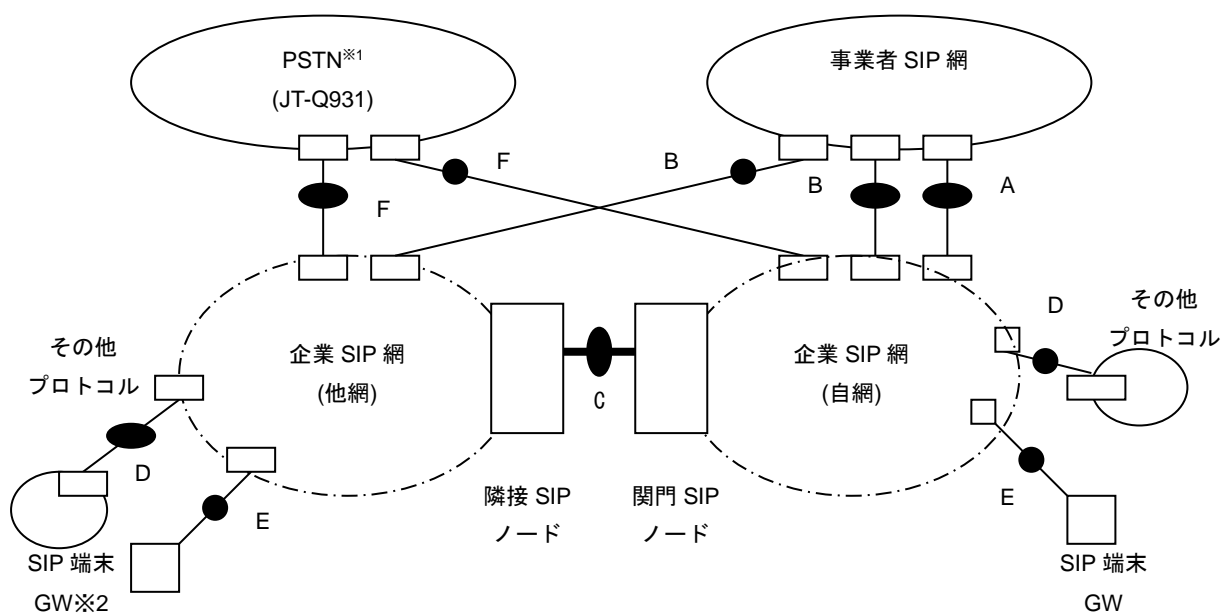 PSTN※1
(JT-Q931)
事業者 SIP 網
F
B
F
B
A
その他
プロトコル
企業 SIP 網
(他網)
C
企業 SIP 網
(自網)
D
その他
プロトコル
D
E
隣接 SIP
ノード
関門 SIP
ノード
E
SIP 端末
GW※2
SIP 端末
GW